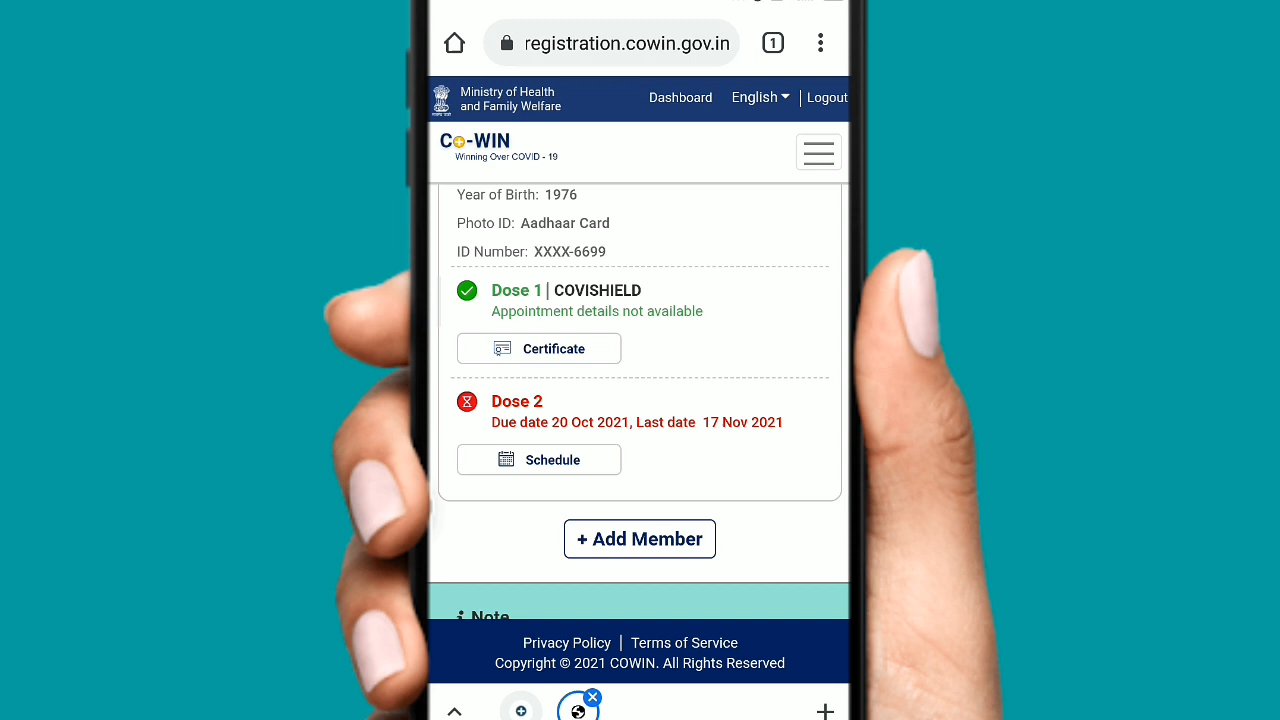 registration.cowin.gov.in
1
Ministry of Health
and Family Welfare
Dashboard
English
Logout
Co-WIN
Winning Over COVID - 19
Year of Birth: 1976
Photo ID: Aadhaar Card
ID Number: XXXX-6699
Dose 1 | COVISHIELD
Appointment details not available
Certificate
Dose 2
Due date 20 Oct 2021, Last date 17 Nov 2021
Schedule
+ Add Member
Note
Privacy Policy | Terms of Service
Copyright © 2021 COWIN. All Rights Reserved